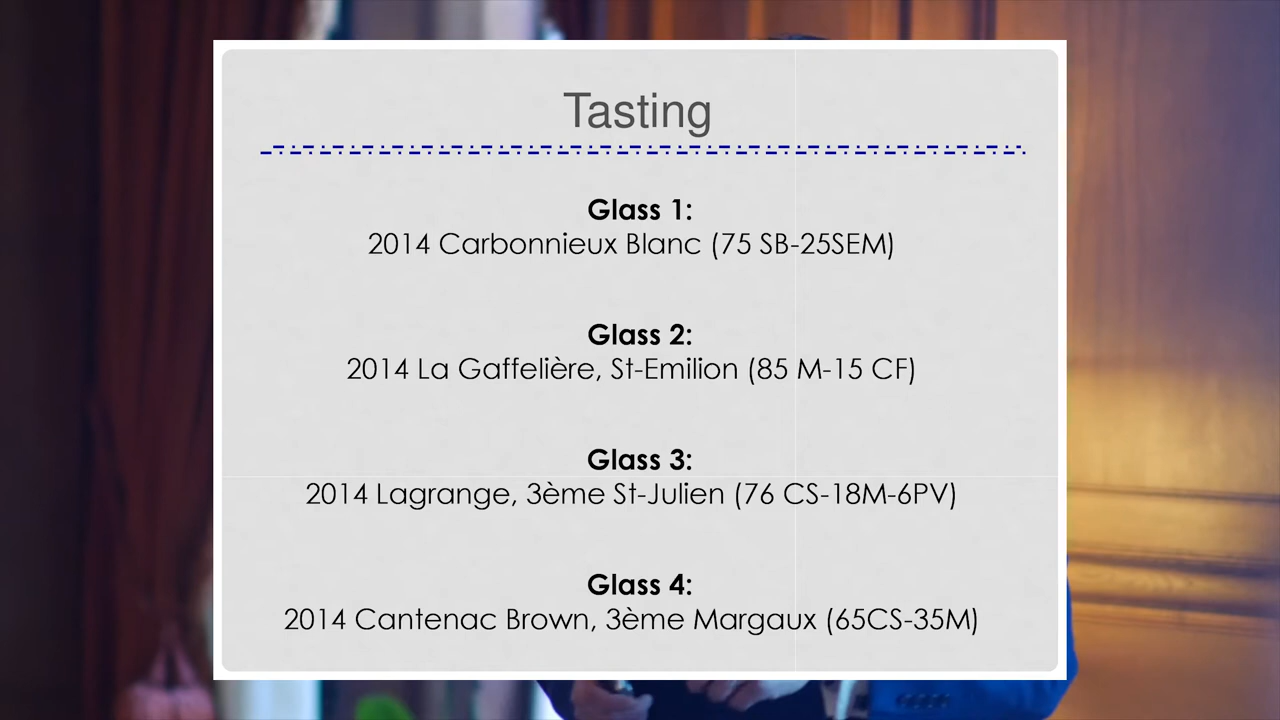 Tasting
Glass 1:
2014 Carbonnieux Blanc (75 SB-25SEM)
Glass 2:
2014 La Gaffelière, St-Emilion (85 M-15 CF)
Glass 3:
2014 Lagrange, 3ème St-Julien (76 CS-18M-6PV)
Glass 4:
2014 Cantenac Brown, 3ème Margaux (65CS-35M)